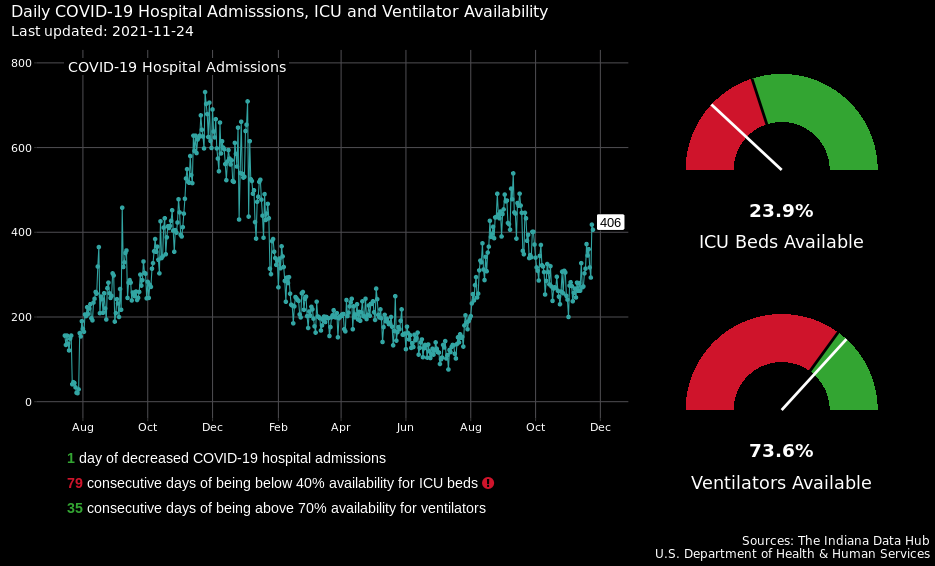 Daily COVID-19 Hospital Admisssions, ICU and Ventilator Availability
Last updated: 2021-11-24
COVID-19 Hospital Admissions
800
600
400
200
0
406
Aug Oct Dec Feb Apr Jun Aug Oct Dec
1 day of decreased COVID-19 hospital admissions
79 consecutive days of being below 40% availability for ICU beds
35 consecutive days of being above 70% availability for ventilators
23.9%
ICU Beds Available
73.6%
Ventilators Available
Sources: The Indiana Data Hub
U.S. Department of Health & Human Services